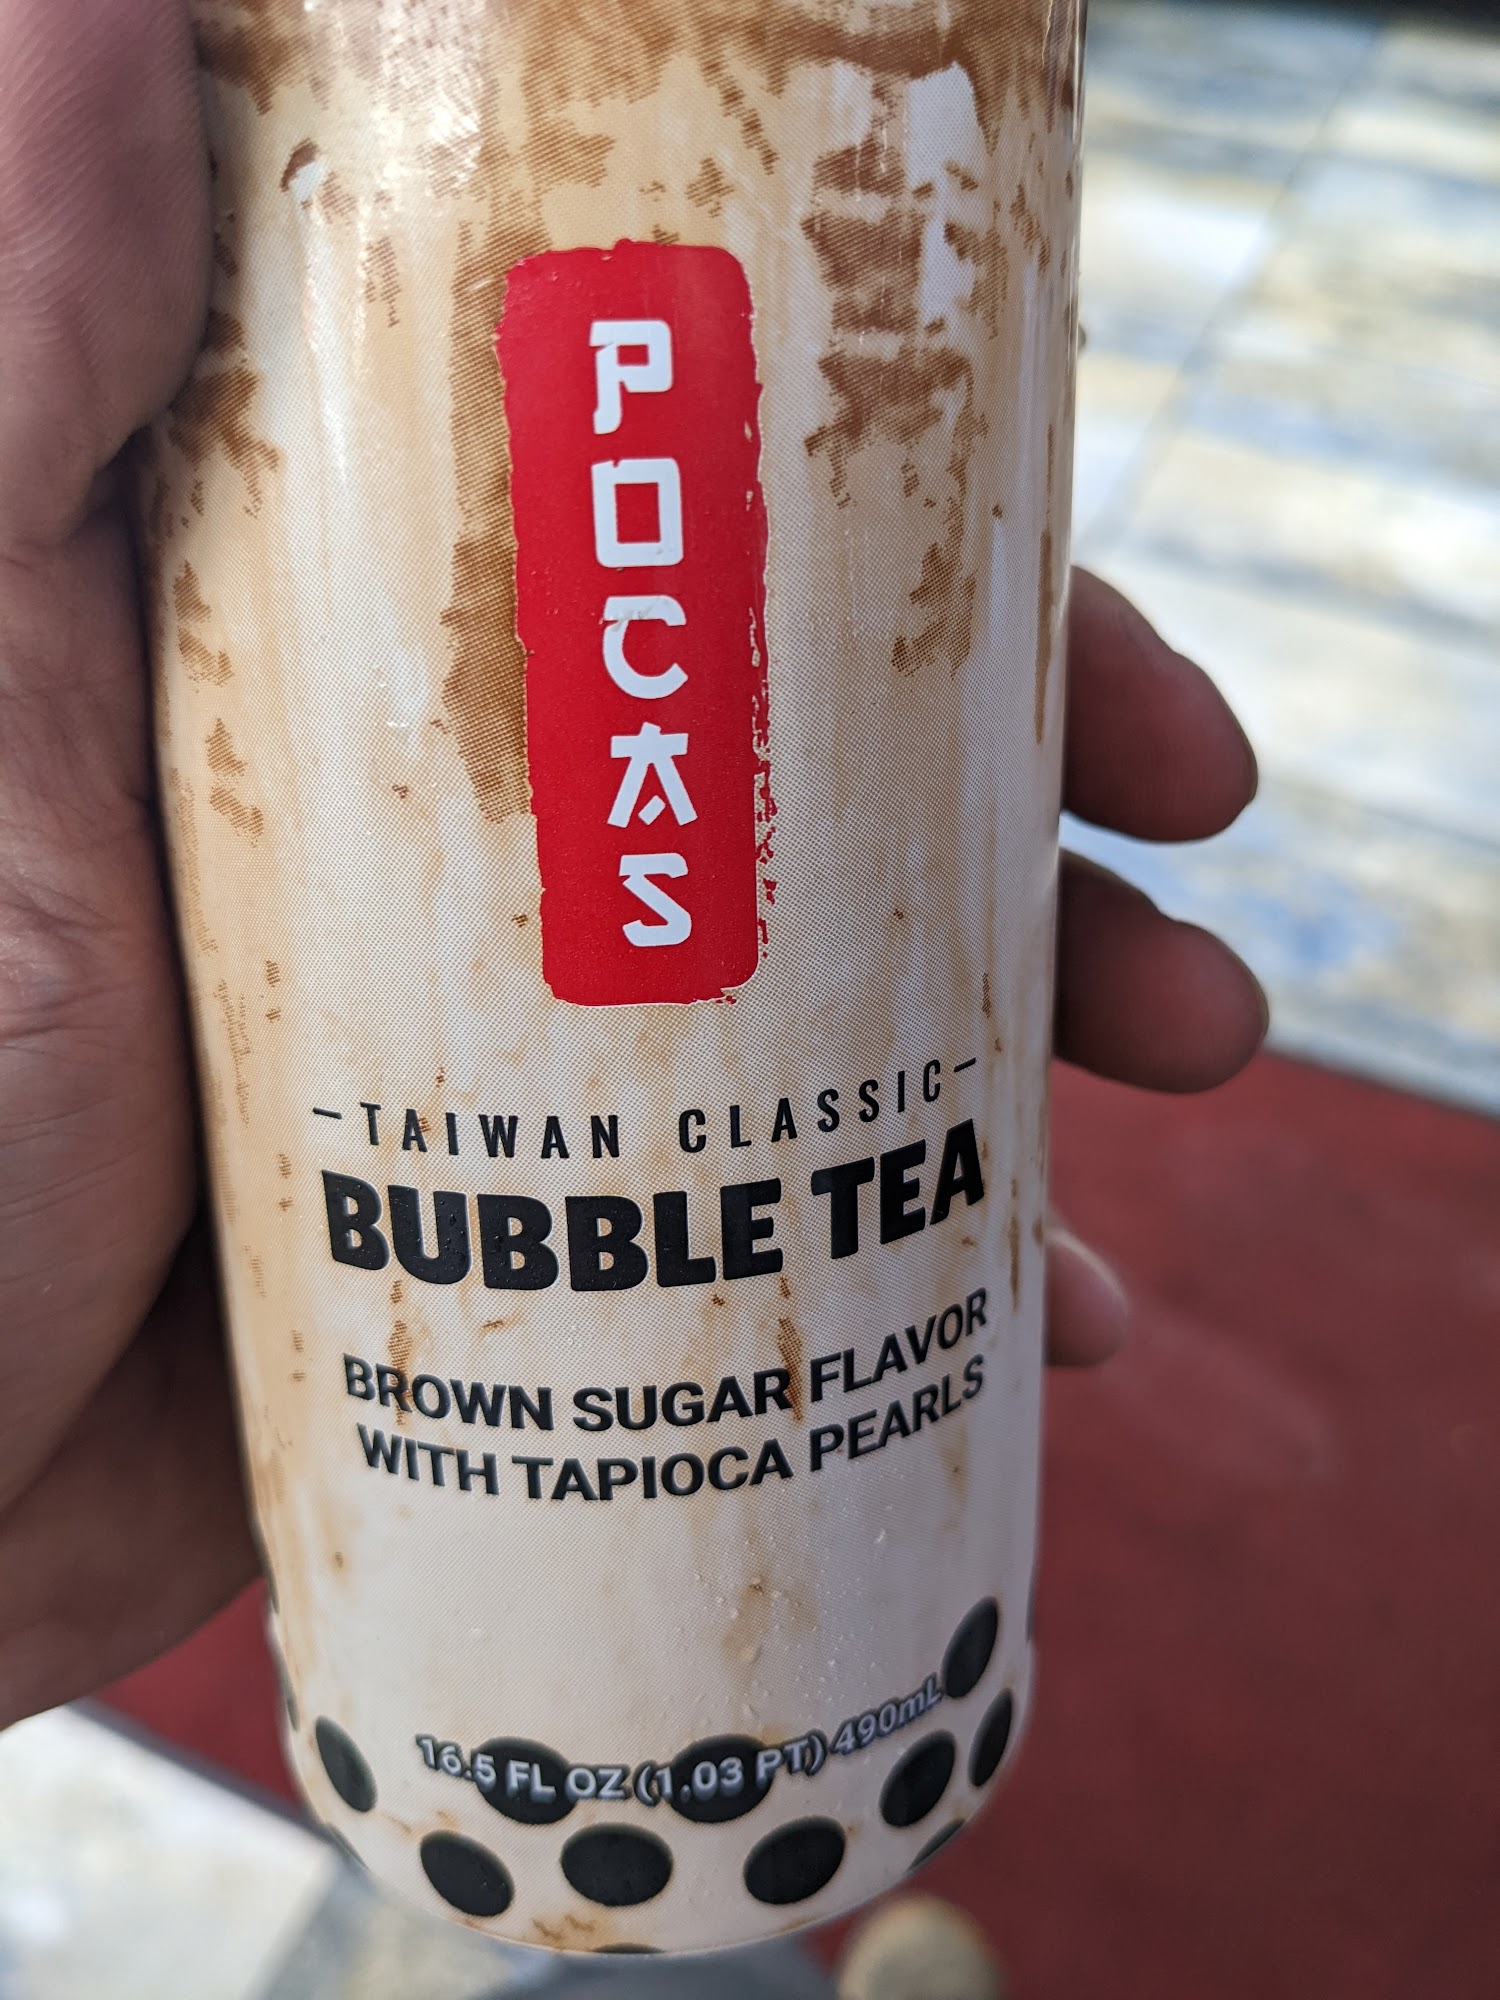 POCAS
–TAIWAN CLASSIC–
BUBBLE TEA
BROWN SUGAR FLAVOR
WITH TAPIOCA PEARLS
16.5 FL OZ (1.03 PT) 490mL